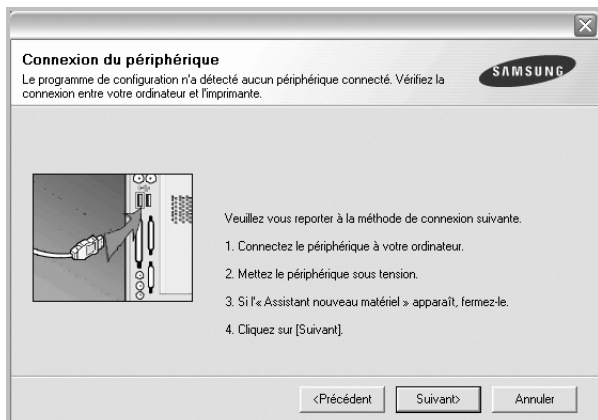 Connexion du périphérique
Le programme de configuration n'a détecté aucun périphérique connecté. Vérifiez la
connexion entre votre ordinateur et l'imprimante.
SAMSUNG
Veuillez vous reporter à la méthode de connexion suivante.
1. Connectez le périphérique à votre ordinateur.
2. Mettez le périphérique sous tension.
3. Si l'« Assistant nouveau matériel » apparaît, fermez-le.
4. Cliquez sur [Suivant].
<Précédent
Suivant>
Annuler